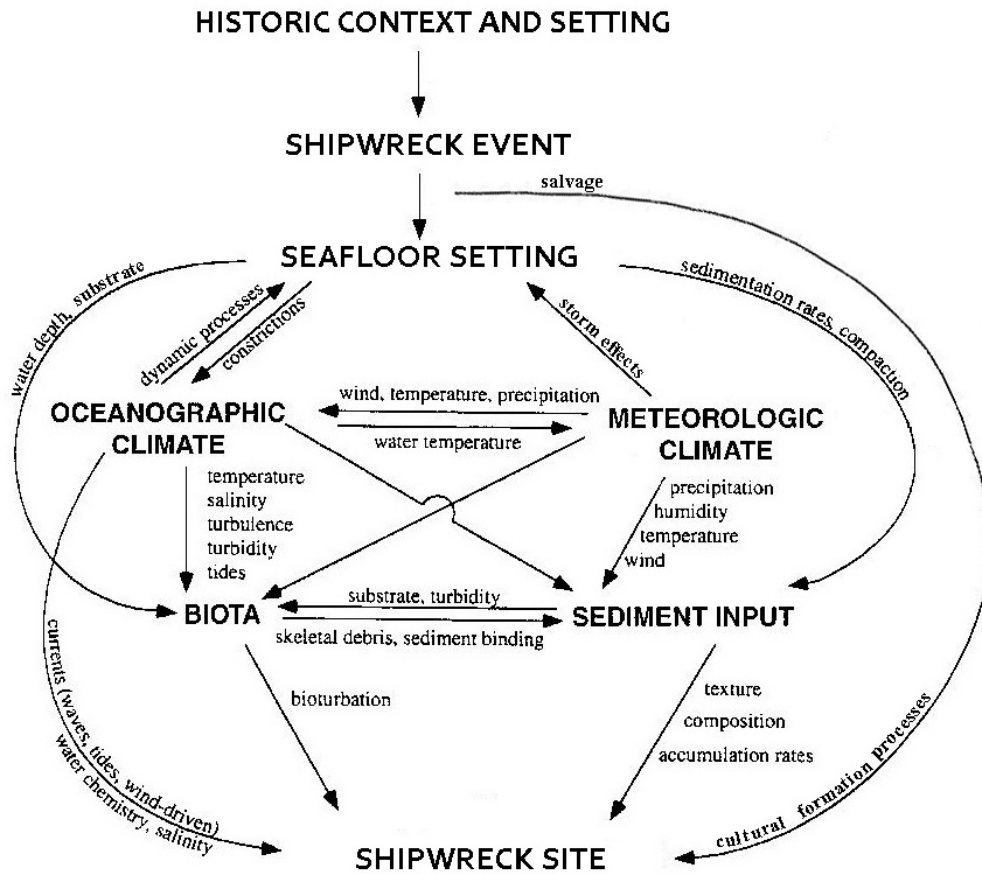 HISTORIC CONTEXT AND SETTING
SHIPWRECK EVENT
salvage
SEAFLOOR SETTING
water depth, substrate
dynamic processes
constrictions
storm effects
sedimentation rates, compaction
OCEANOGRAPHIC
CLIMATE
wind, temperature, precipitation
water temperature
METEOROLOGIC
CLIMATE
temperature
salinity
turbulence
turbidity
tides
precipitation
humidity
temperature
wind
BIOTA
substrate, turbidity
skeletal debris, sediment binding
SEDIMENT INPUT
bioturbation
texture
composition
accumulation rates
currents (waves, tides, wind-driven)
water chemistry, salinity
cultural formation processes
SHIPWRECK SITE